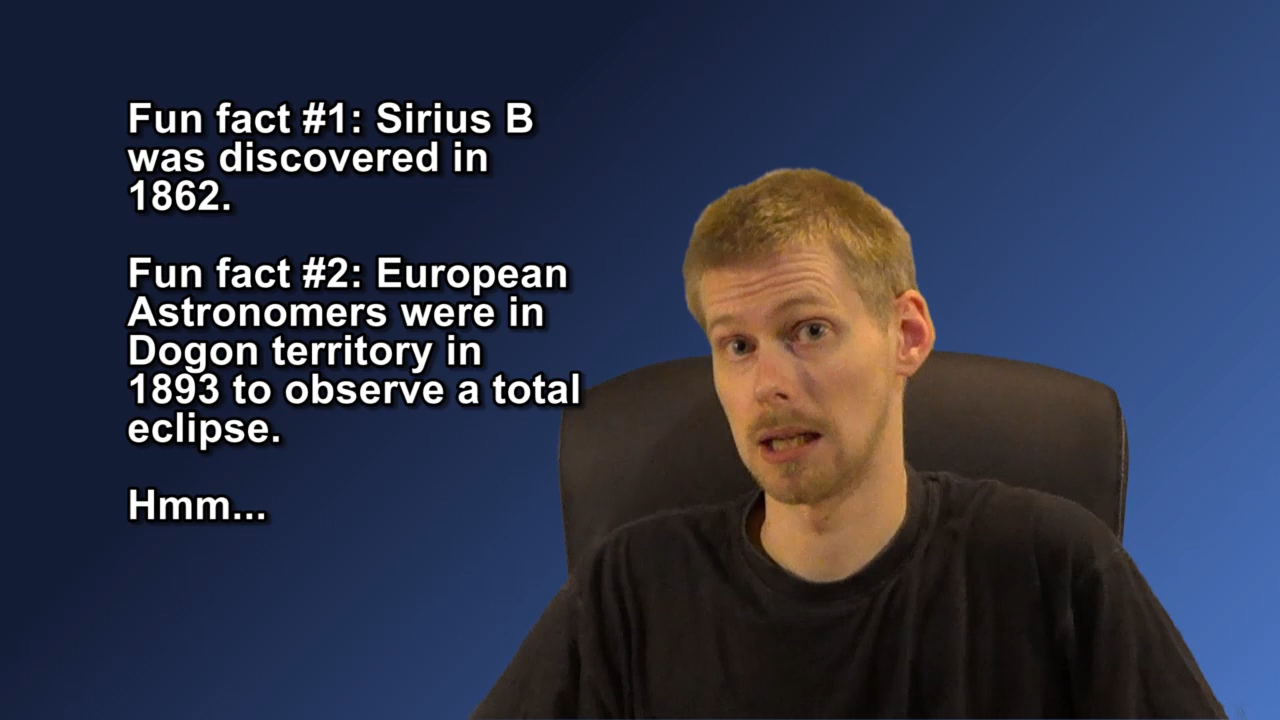 Fun fact #1: Sirius B
was discovered in
1862.
Fun fact #2: European
Astronomers were in
Dogon territory in
1893 to observe a total
eclipse.
Hmm...